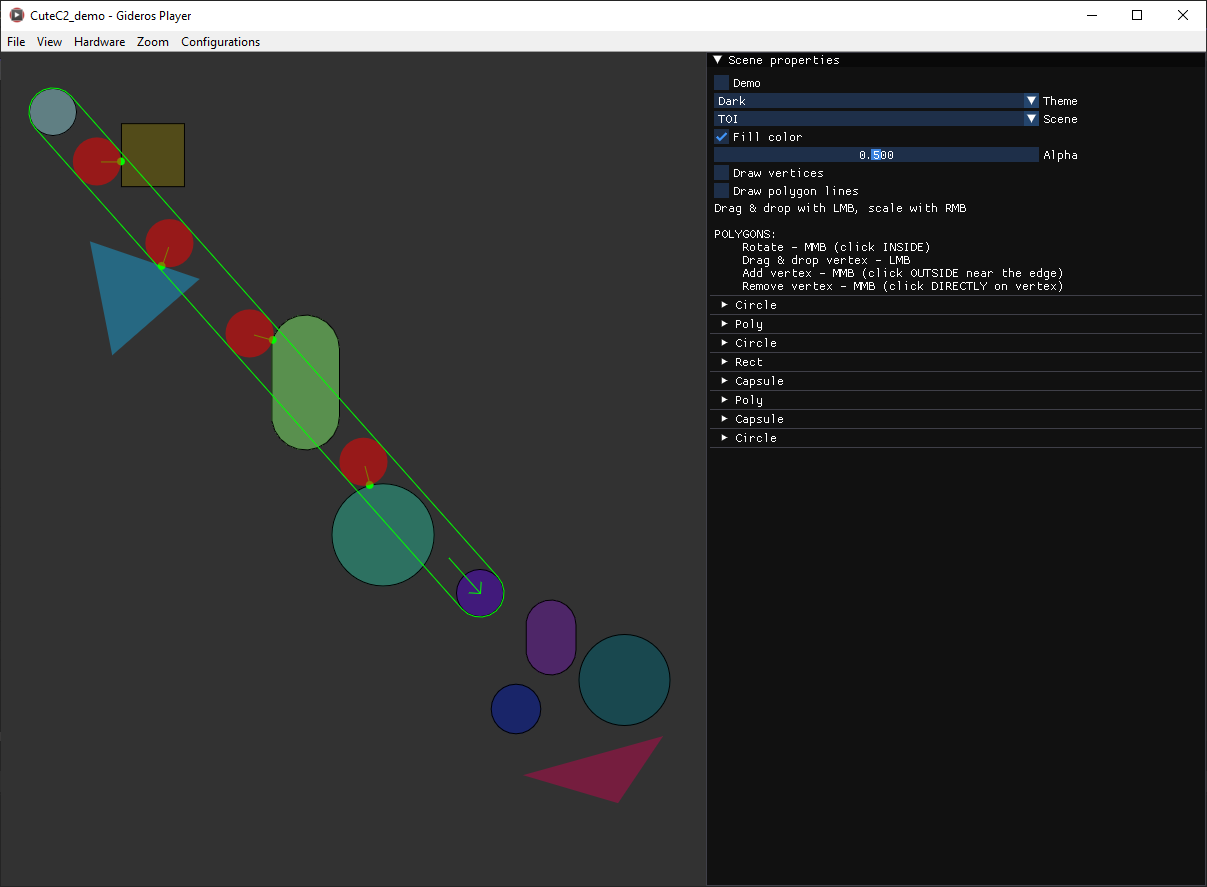 CuteC2_demo - Gideros Player
File View Hardware Zoom Configurations
Scene properties
Demo
Dark Theme
TOI Scene
Fill color
0.500 Alpha
Draw vertices
Draw polygon lines
Drag & drop with LMB, scale with RMB
POLYGONS:
Rotate - MMB (click INSIDE)
Drag & drop vertex - LMB
Add vertex - MMB (click OUTSIDE near the edge)
Remove vertex - MMB (click DIRECTLY on vertex)
Circle
Poly
Circle
Rect
Capsule
Poly
Capsule
Circle